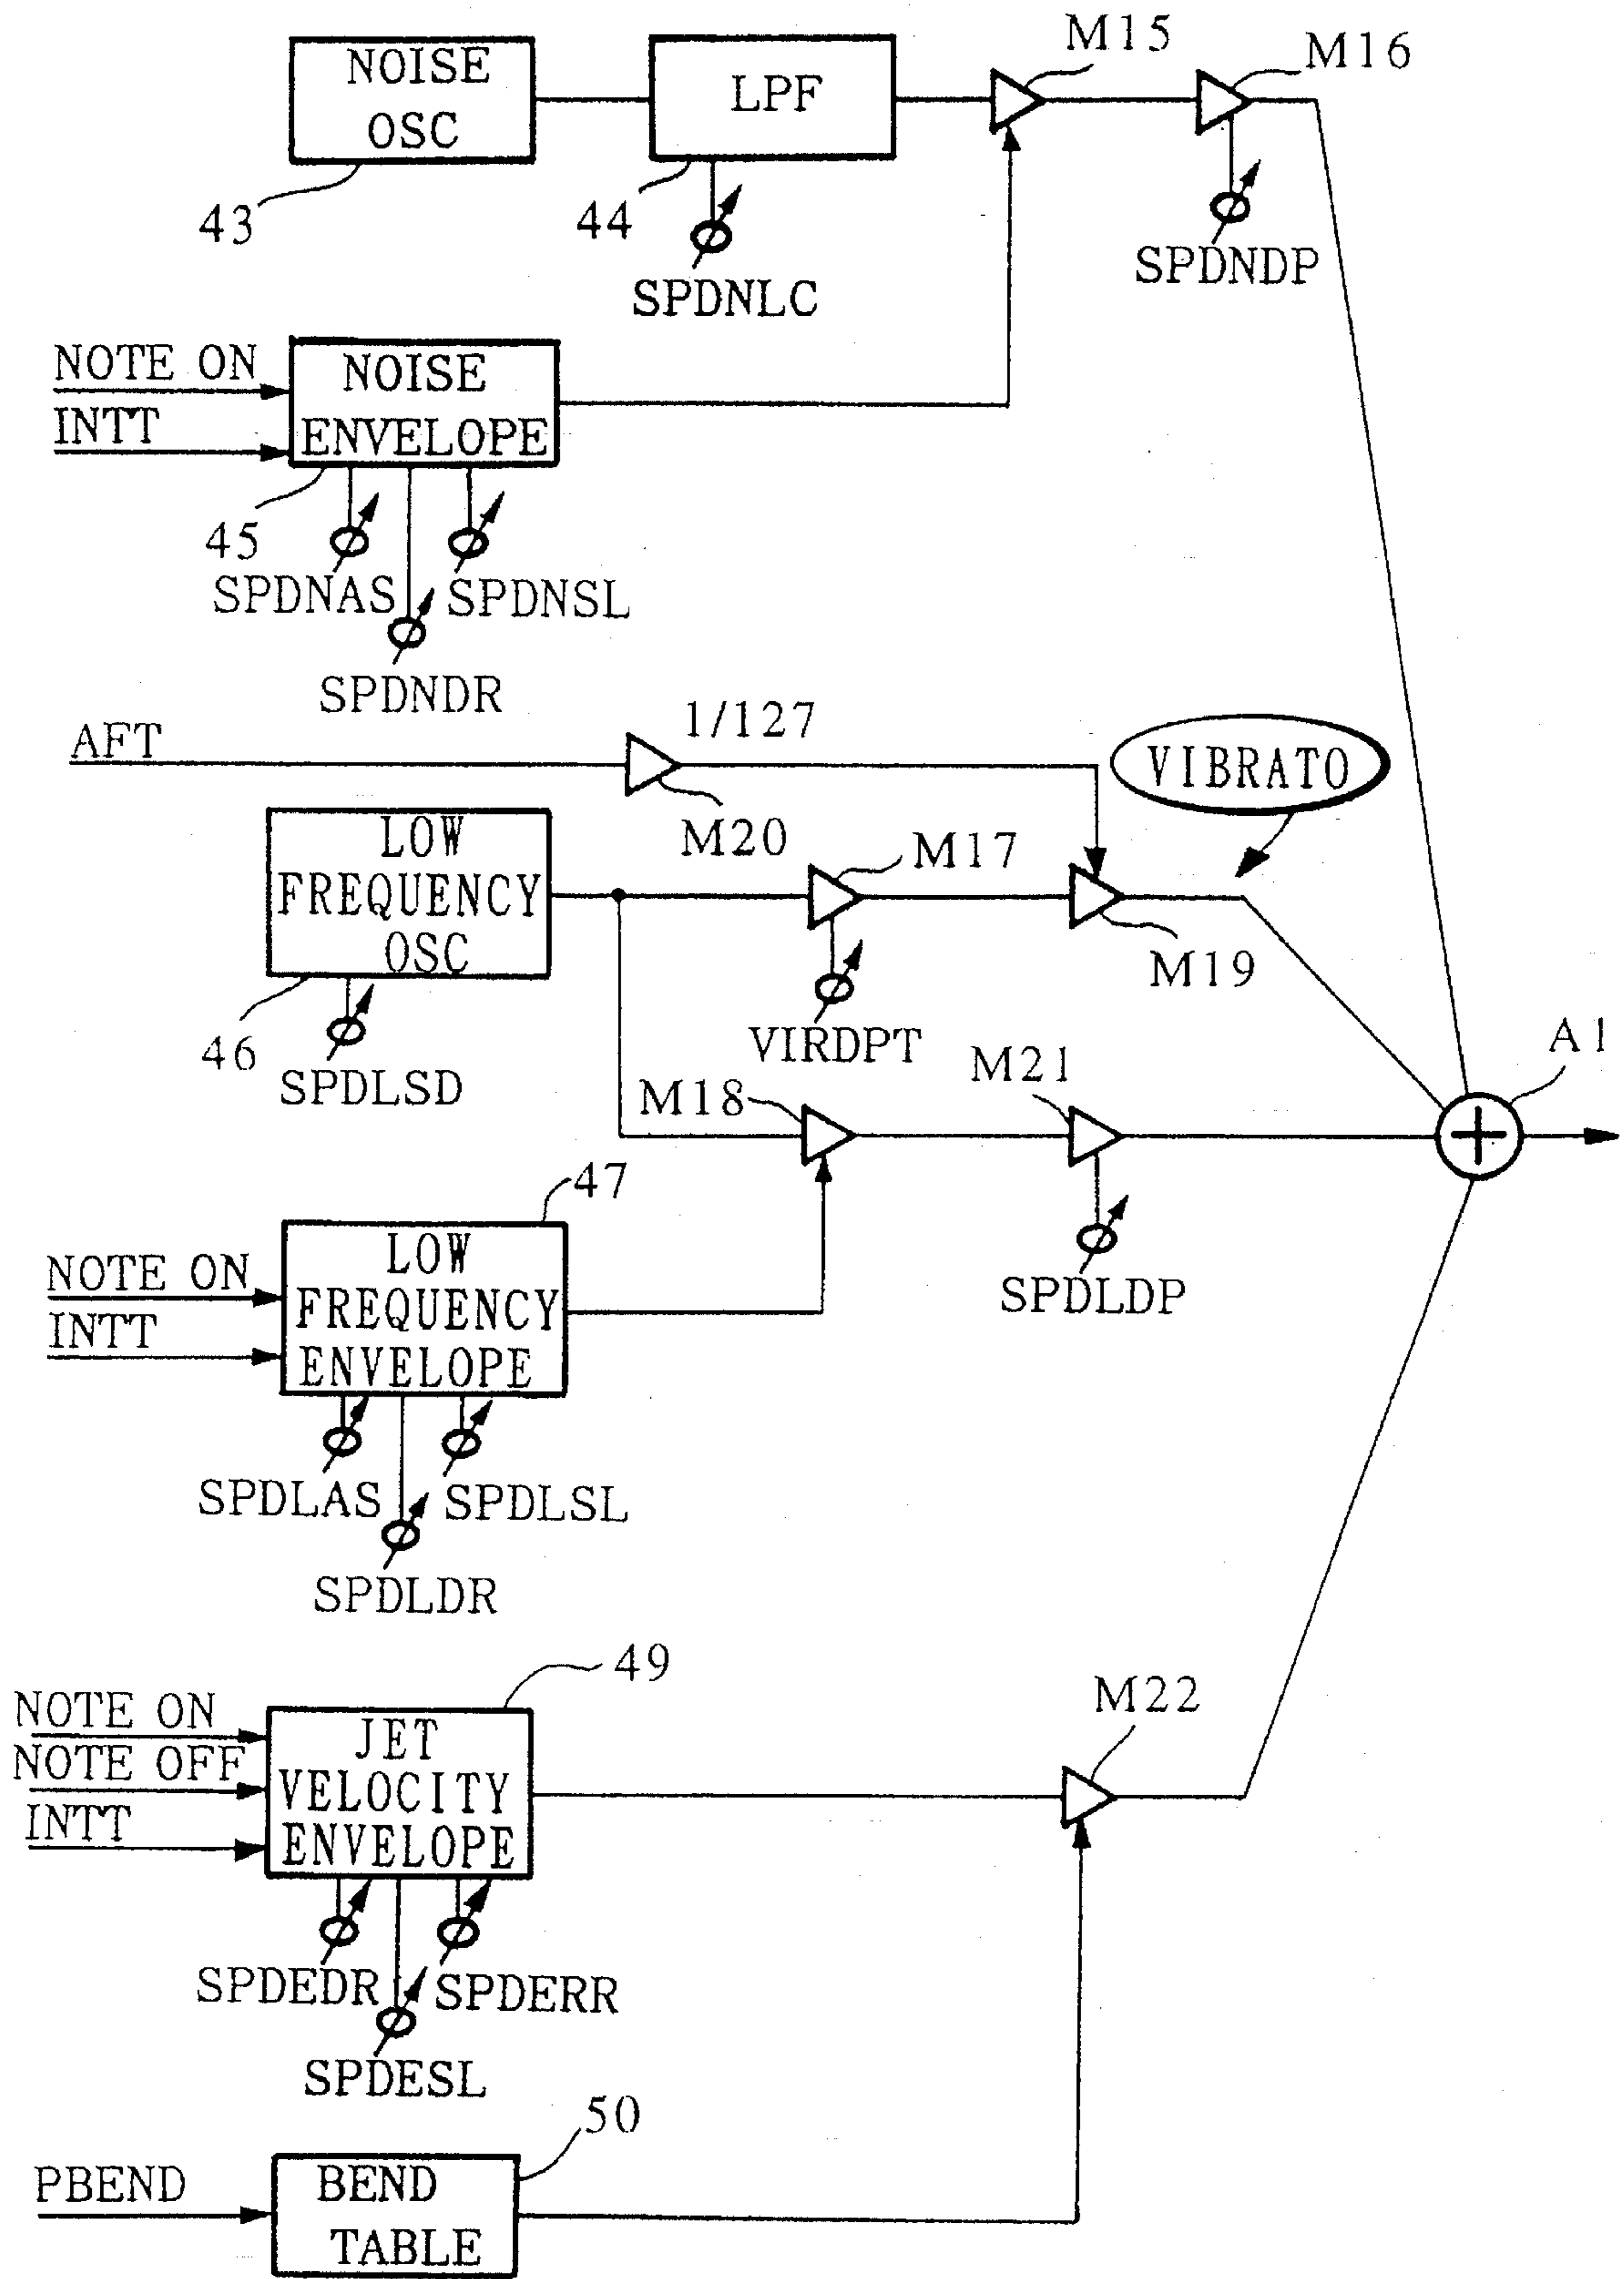 M15
M16
NOISE
OSC
LPF
43
44
SPDNLC
SPDNDP
NOTE ON
INTT
NOISE
ENVELOPE
45
SPDNAS
SPDNSL
SPDNDR
AFT
1/127
M20
VIBRATO
LOW
FREQUENCY
OSC
M17
M19
46
SPDLSD
VIRDPT
A1
M18
M21
47
NOTE ON
INTT
LOW
FREQUENCY
ENVELOPE
SPDLDP
SPDLAS
SPDLSL
SPDLDR
49
NOTE ON
NOTE OFF
INTT
JET
VELOCITY
ENVELOPE
M22
SPDEDR
SPDERR
SPDESL
50
PBEND
BEND
TABLE